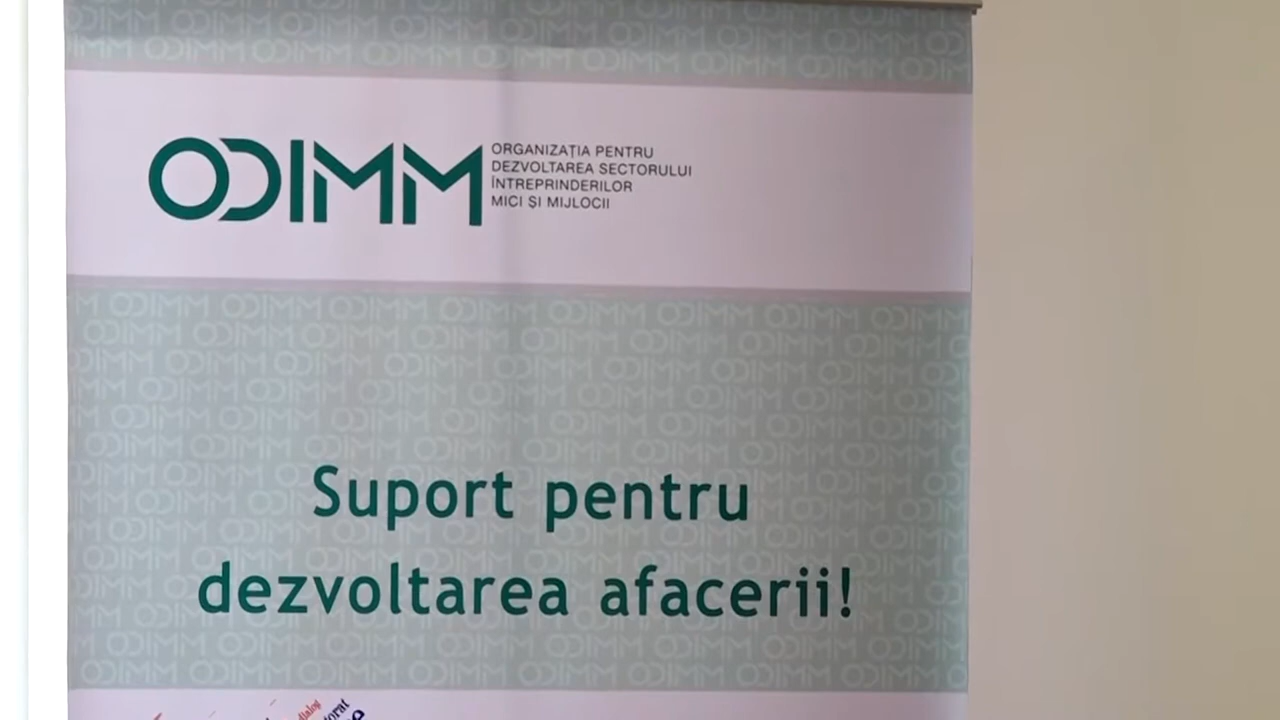 ODIMM
ORGANIZAȚIA PENTRU
DEZVOLTAREA SECTORULUI
ÎNTREPRINDERILOR
MICI ȘI MIJLOCII
Suport pentru
dezvoltarea afacerii!